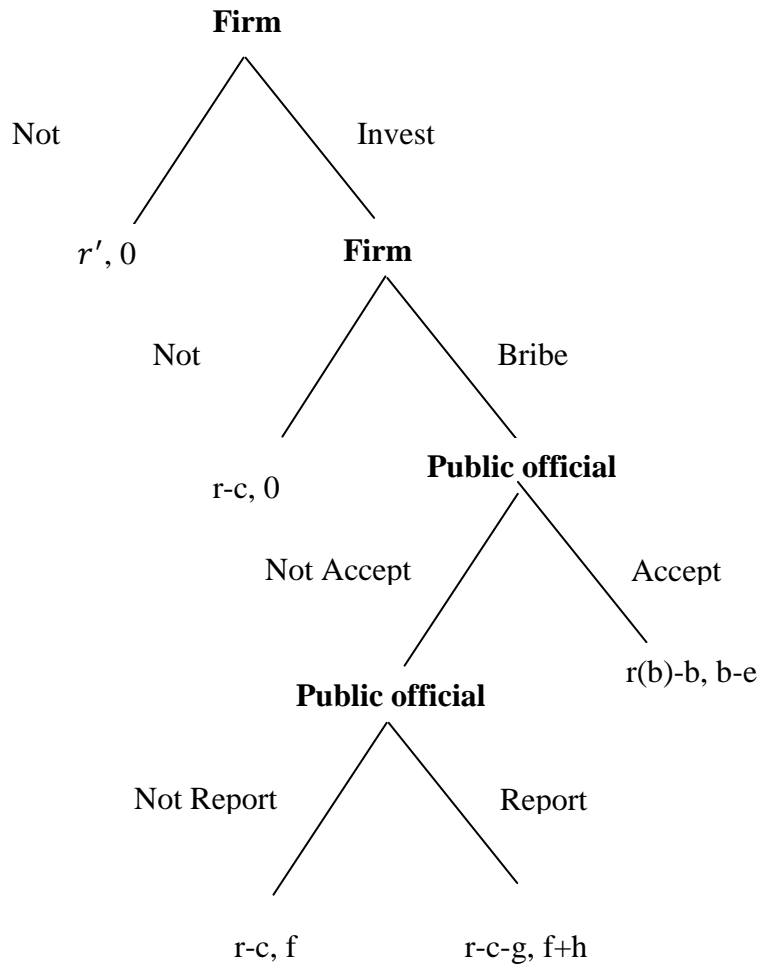 Firm
Not Invest
r′, 0 Firm
Not Bribe
r-c, 0 Public official
Not Accept Accept
r(b)-b, b-e
Public official
Not Report Report
r-c, f r-c-g, f+h